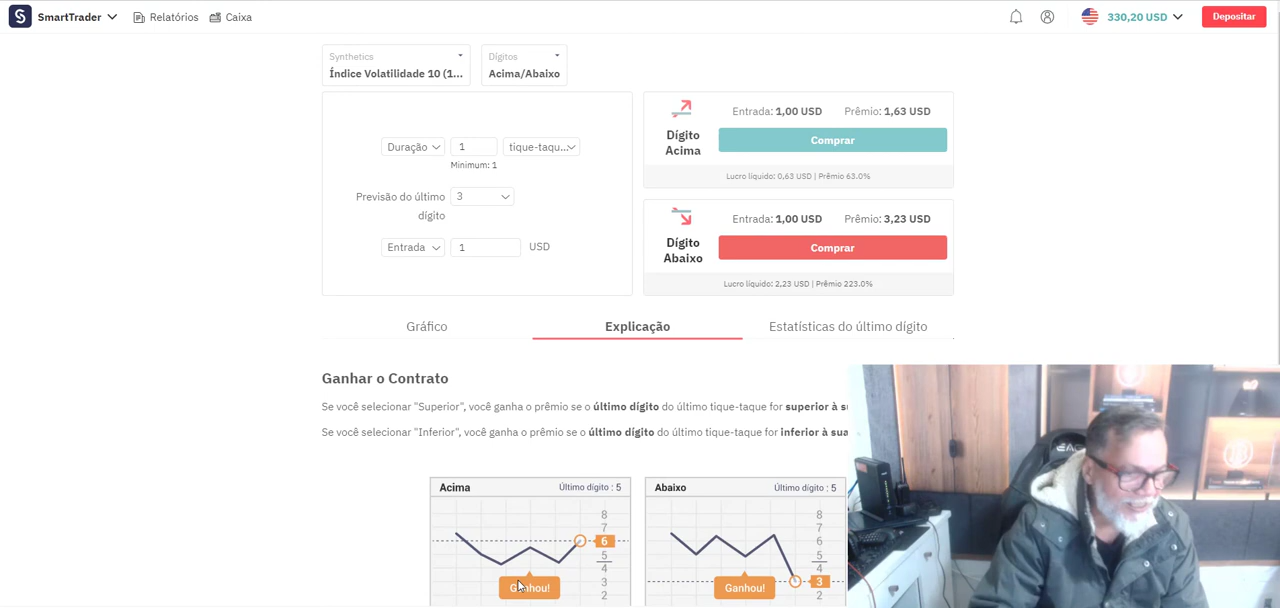 SmartTrader
Relatórios
Caixa
330,20 USD
Depositar
Synthetics
Índice Volatilidade 10 (1...
Dígitos
Acima/Abaixo
Duração
1
tique-taqu...
Minimum: 1
Previsão do último
dígito
3
Entrada
1
USD
Dígito
Acima
Entrada: 1,00 USD
Prêmio: 1,63 USD
Comprar
Lucro líquido: 0,63 USD | Prêmio 63.0%
Dígito
Abaixo
Entrada: 1,00 USD
Prêmio: 3,23 USD
Comprar
Lucro líquido: 2,23 USD | Prêmio 223.0%
Gráfico
Explicação
Estatísticas do último dígito
Ganhar o Contrato
Se você selecionar "Superior", você ganha o prêmio se o último dígito do último tique-taque for superior à
Se você selecionar "Inferior", você ganha o prêmio se o último dígito do último tique-taque for inferior à sua
Acima
Último dígito : 5
8
7
6
5
4
3
2
Ganhou!
Abaixo
Último dígito : 5
8
7
6
5
4
3
2
Ganhou!